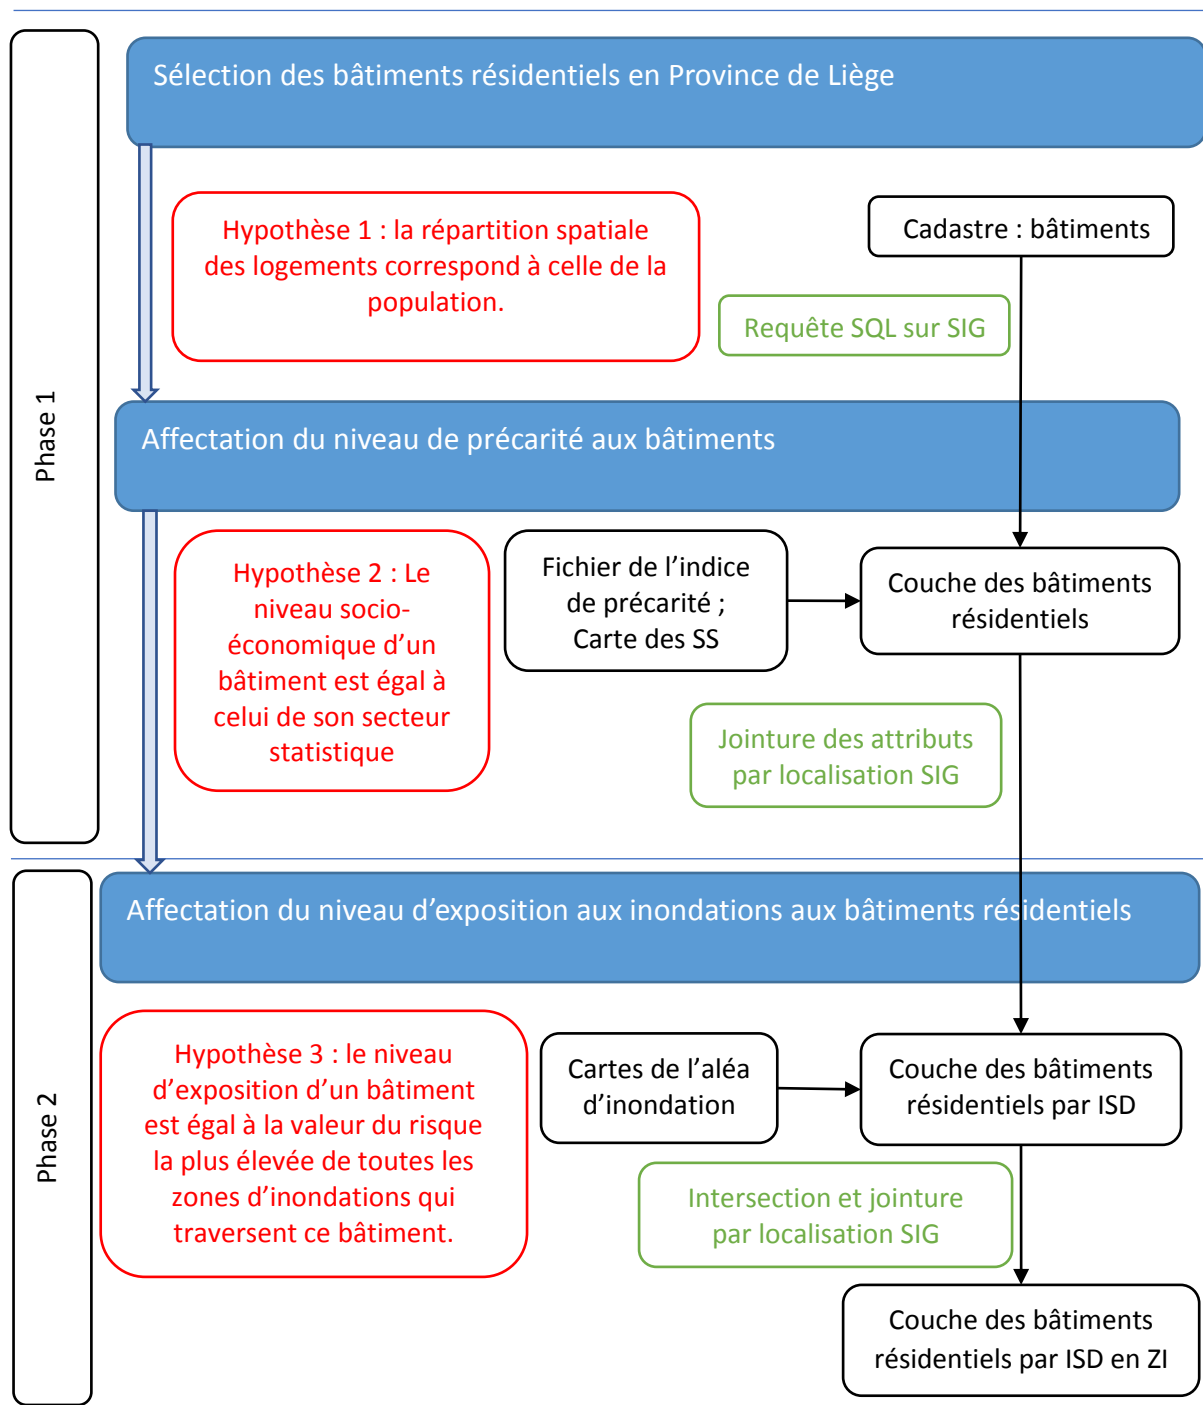 Phase 1
Sélection des bâtiments résidentiels en Province de Liège
Hypothèse 1 : la répartition spatiale
des logements correspond à celle de la
population.
Cadastre : bâtiments
Requête SQL sur SIG
Affectation du niveau de précarité aux bâtiments
Hypothèse 2 : Le
niveau socio-
économique d’un
bâtiment est égal à
celui de son secteur
statistique
Fichier de l’indice
de précarité ;
Carte des SS
Couche des bâtiments
résidentiels
Jointure des attributs
par localisation SIG
Phase 2
Affectation du niveau d’exposition aux inondations aux bâtiments résidentiels
Hypothèse 3 : le niveau
d’exposition d’un bâtiment
est égal à la valeur du risque
la plus élevée de toutes les
zones d’inondations qui
traversent ce bâtiment.
Cartes de l’aléa
d’inondation
Couche des bâtiments
résidentiels par ISD
Intersection et jointure
par localisation SIG
Couche des bâtiments
résidentiels par ISD en ZI